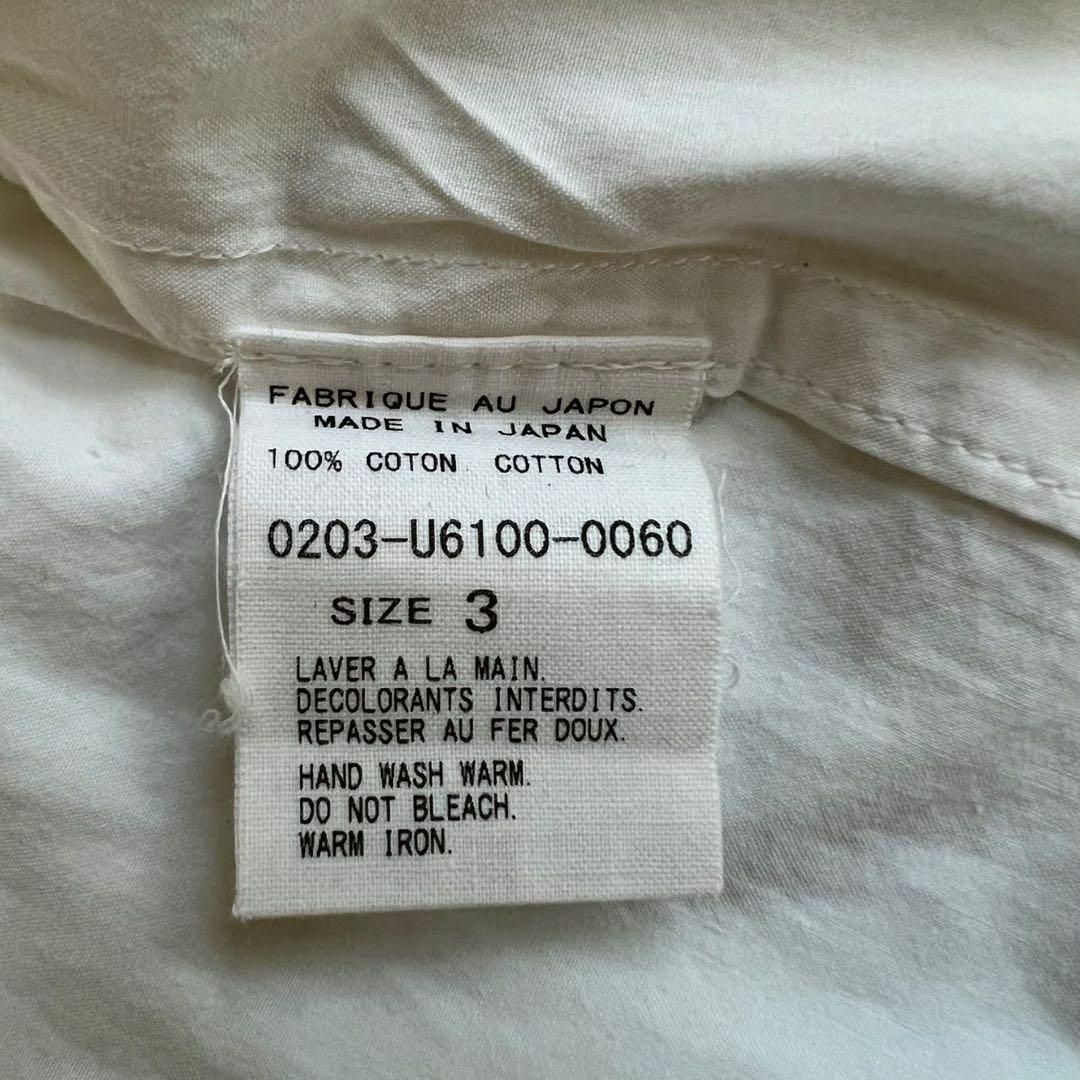 FABRIQUE AU JAPON
MADE IN JAPAN
100% COTON COTTON
0203-U6100-0060
SIZE 3
LAVER A LA MAIN.
DECOLORANTS INTERDITS.
REPASSER AU FER DOUX.
HAND WASH WARM.
DO NOT BLEACH.
WARM IRON.